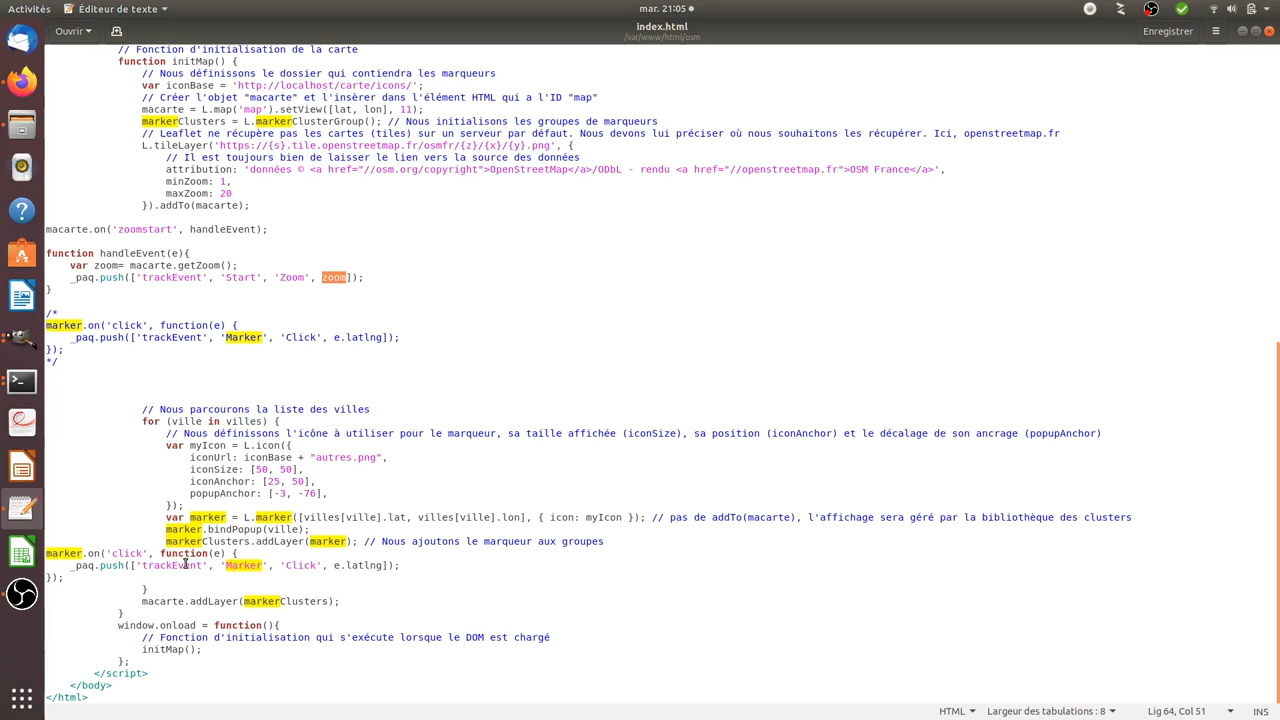 Activités
Éditeur de texte
mar. 21:05
Ouvrir
index.html
/var/www/html/osm
Enregistrer
// Fonction d'initialisation de la carte
function initMap() {
// Nous définissons le dossier qui contiendra les marqueurs
var iconBase = 'http://localhost/carte/icons/';
// Créer l'objet "macarte" et l'insèrer dans l'élément HTML qui a l'ID "map"
macarte = L.map('map').setView([lat, lon], 11);
markerClusters = L.markerClusterGroup(); // Nous initialisons les groupes de marqueurs
// Leaflet ne récupère pas les cartes (tiles) sur un serveur par défaut. Nous devons lui préciser où nous souhaitons les récupérer. Ici, openstreetmap.fr
L.tileLayer('https://{s}.tile.openstreetmap.fr/osmfr/{z}/{x}/{y}.png', {
// Il est toujours bien de laisser le lien vers la source des données
attribution: 'données © <a href="//osm.org/copyright">OpenStreetMap</a>/ODbL - rendu <a href="//openstreetmap.fr">OSM France</a>',
minZoom: 1,
maxZoom: 20
}).addTo(macarte);
macarte.on('zoomstart', handleEvent);
function handleEvent(e){
var zoom= macarte.getZoom();
_paq.push(['trackEvent', 'Start', 'Zoom', zoom]);
}
/*
marker.on('click', function(e) {
_paq.push(['trackEvent', 'Marker', 'Click', e.latlng]);
});
*/
// Nous parcourons la liste des villes
for (ville in villes) {
// Nous définissons l'icône à utiliser pour le marqueur, sa taille affichée (iconSize), sa position (iconAnchor) et le décalage de son ancrage (popupAnchor)
var myIcon = L.icon({
iconUrl: iconBase + "autres.png",
iconSize: [50, 50],
iconAnchor: [25, 50],
popupAnchor: [-3, -76],
});
var marker = L.marker([villes[ville].lat, villes[ville].lon], { icon: myIcon }); // pas de addTo(macarte), l'affichage sera géré par la bibliothèque des clusters
marker.bindPopup(ville);
markerClusters.addLayer(marker); // Nous ajoutons le marqueur aux groupes
marker.on('click', function(e) {
_paq.push(['trackEvent', 'Marker', 'Click', e.latlng]);
});
}
macarte.addLayer(markerClusters);
}
window.onload = function(){
// Fonction d'initialisation qui s'exécute lorsque le DOM est chargé
initMap();
};
</script>
</body>
</html>
HTML
Largeur des tabulations : 8
Lig 64, Col 51
INS